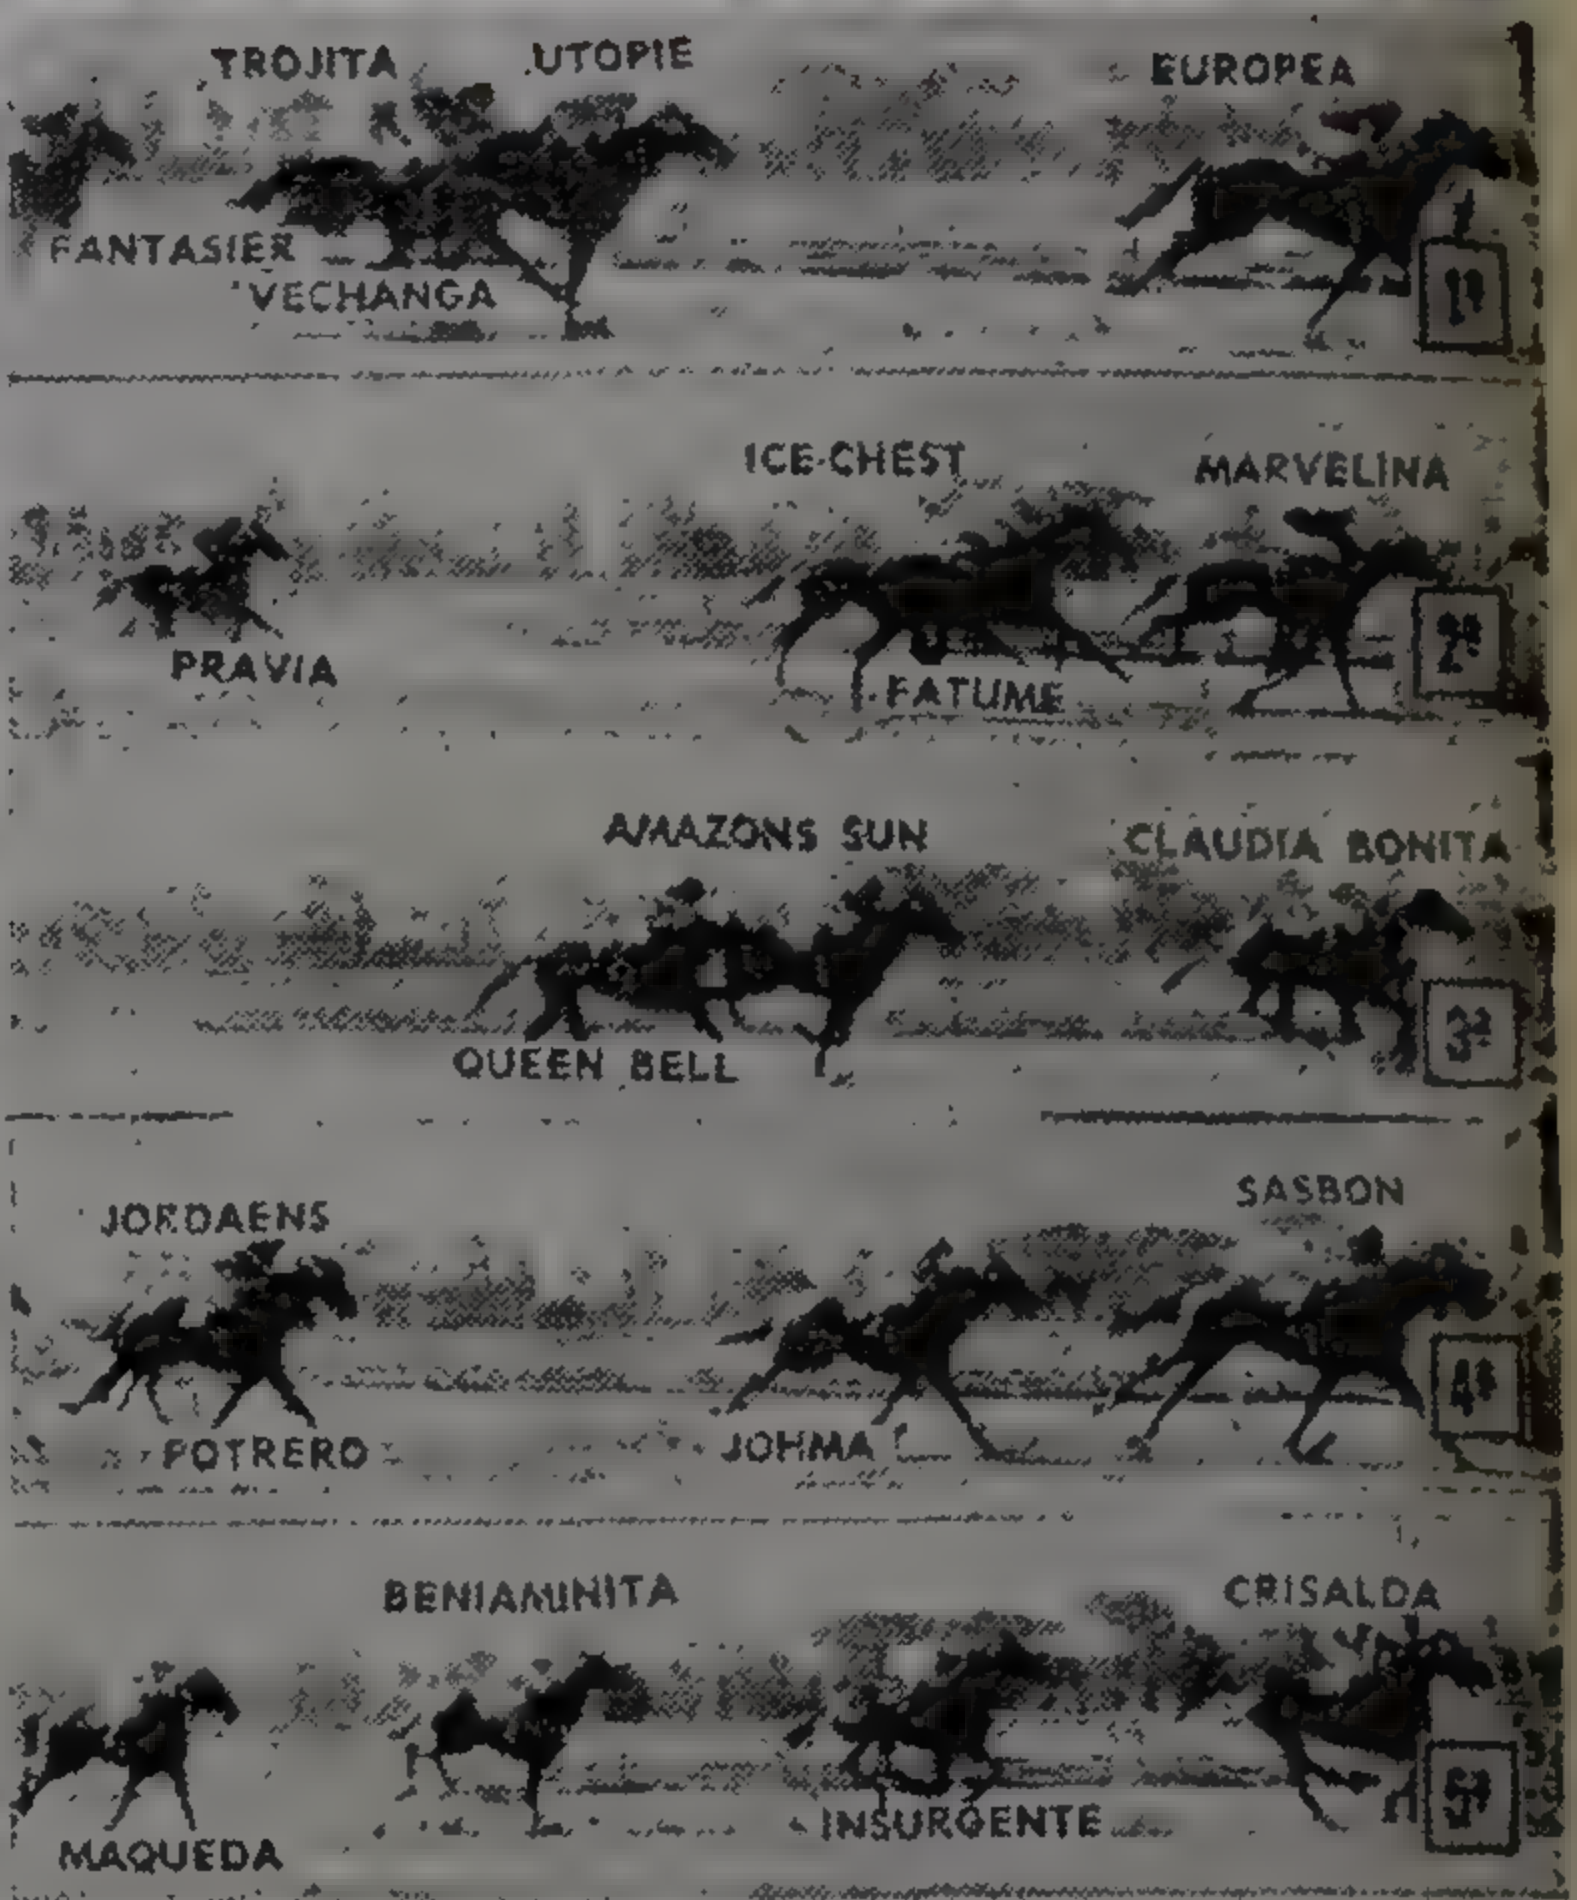 TROJITA UTOPIE EUROPEA
FANTASIER
VECHANGA
1ª
ICE-CHEST MARVELINA
2ª
PRAVIA FATUME
AMAZONS SUN CLAUDIA BONITA
3ª
QUEEN BELL
SASBON
JORDAENS
4ª
POTRERO JOHMA
BENIAMINITA CRISALDA
5ª
INSURGENTE
MAQUEDA